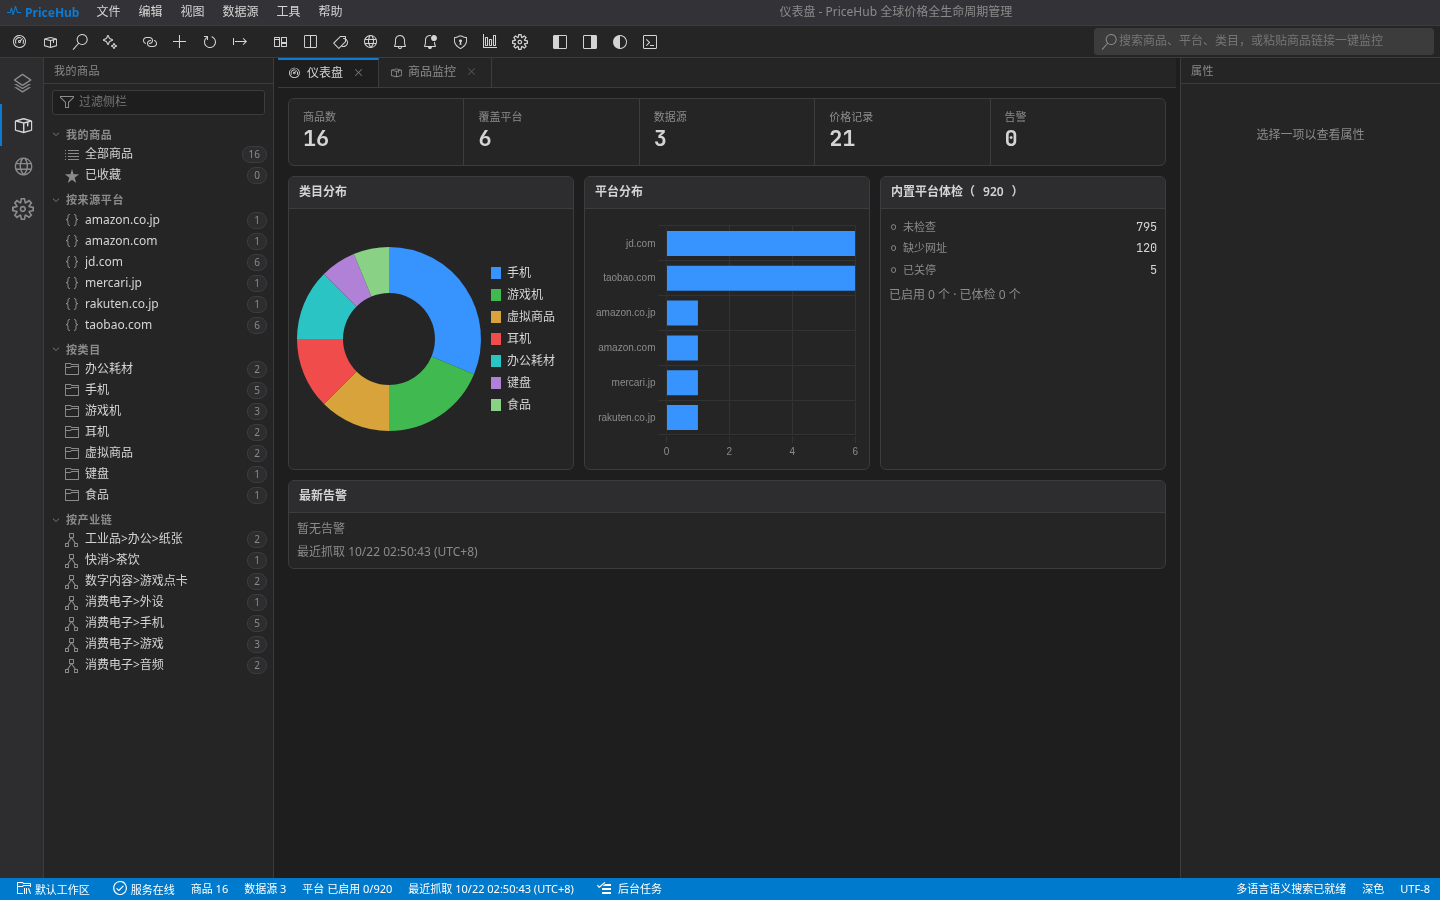 PriceHub 文件 编辑 视图 数据源 工具 帮助 仪表盘 - PriceHub 全球价格全生命周期管理
搜索商品、平台、类目，或粘贴商品链接一键监控
我的商品
过滤侧栏
我的商品
全部商品 16
已收藏 0
按来源平台
amazon.co.jp 1
amazon.com 1
jd.com 6
mercari.jp 1
rakuten.co.jp 1
taobao.com 6
按类目
办公耗材 2
手机 5
游戏机 3
耳机 2
虚拟商品 2
键盘 1
食品 1
按产业链
工业品>办公>纸张 2
快消>茶饮 1
数字内容>游戏点卡 2
消费电子>外设 1
消费电子>手机 5
消费电子>游戏 3
消费电子>音频 2
仪表盘 商品监控
商品数 覆盖平台 数据源 价格记录 告警
16 6 3 21 0
类目分布
手机
游戏机
虚拟商品
耳机
办公耗材
键盘
食品
平台分布
jd.com
taobao.com
amazon.co.jp
amazon.com
mercari.jp
rakuten.co.jp
0 2 4 6
内置平台体检（ 920 ）
未检查 795
缺少网址 120
已关停 5
已启用 0 个 · 已体检 0 个
最新告警
暂无告警
最近抓取 10/22 02:50:43 (UTC+8)
属性
选择一项以查看属性
默认工作区 服务在线 商品 16 数据源 3 平台 已启用 0/920 最近抓取 10/22 02:50:43 (UTC+8) 后台任务 多语言语义搜索已就绪 深色 UTF-8